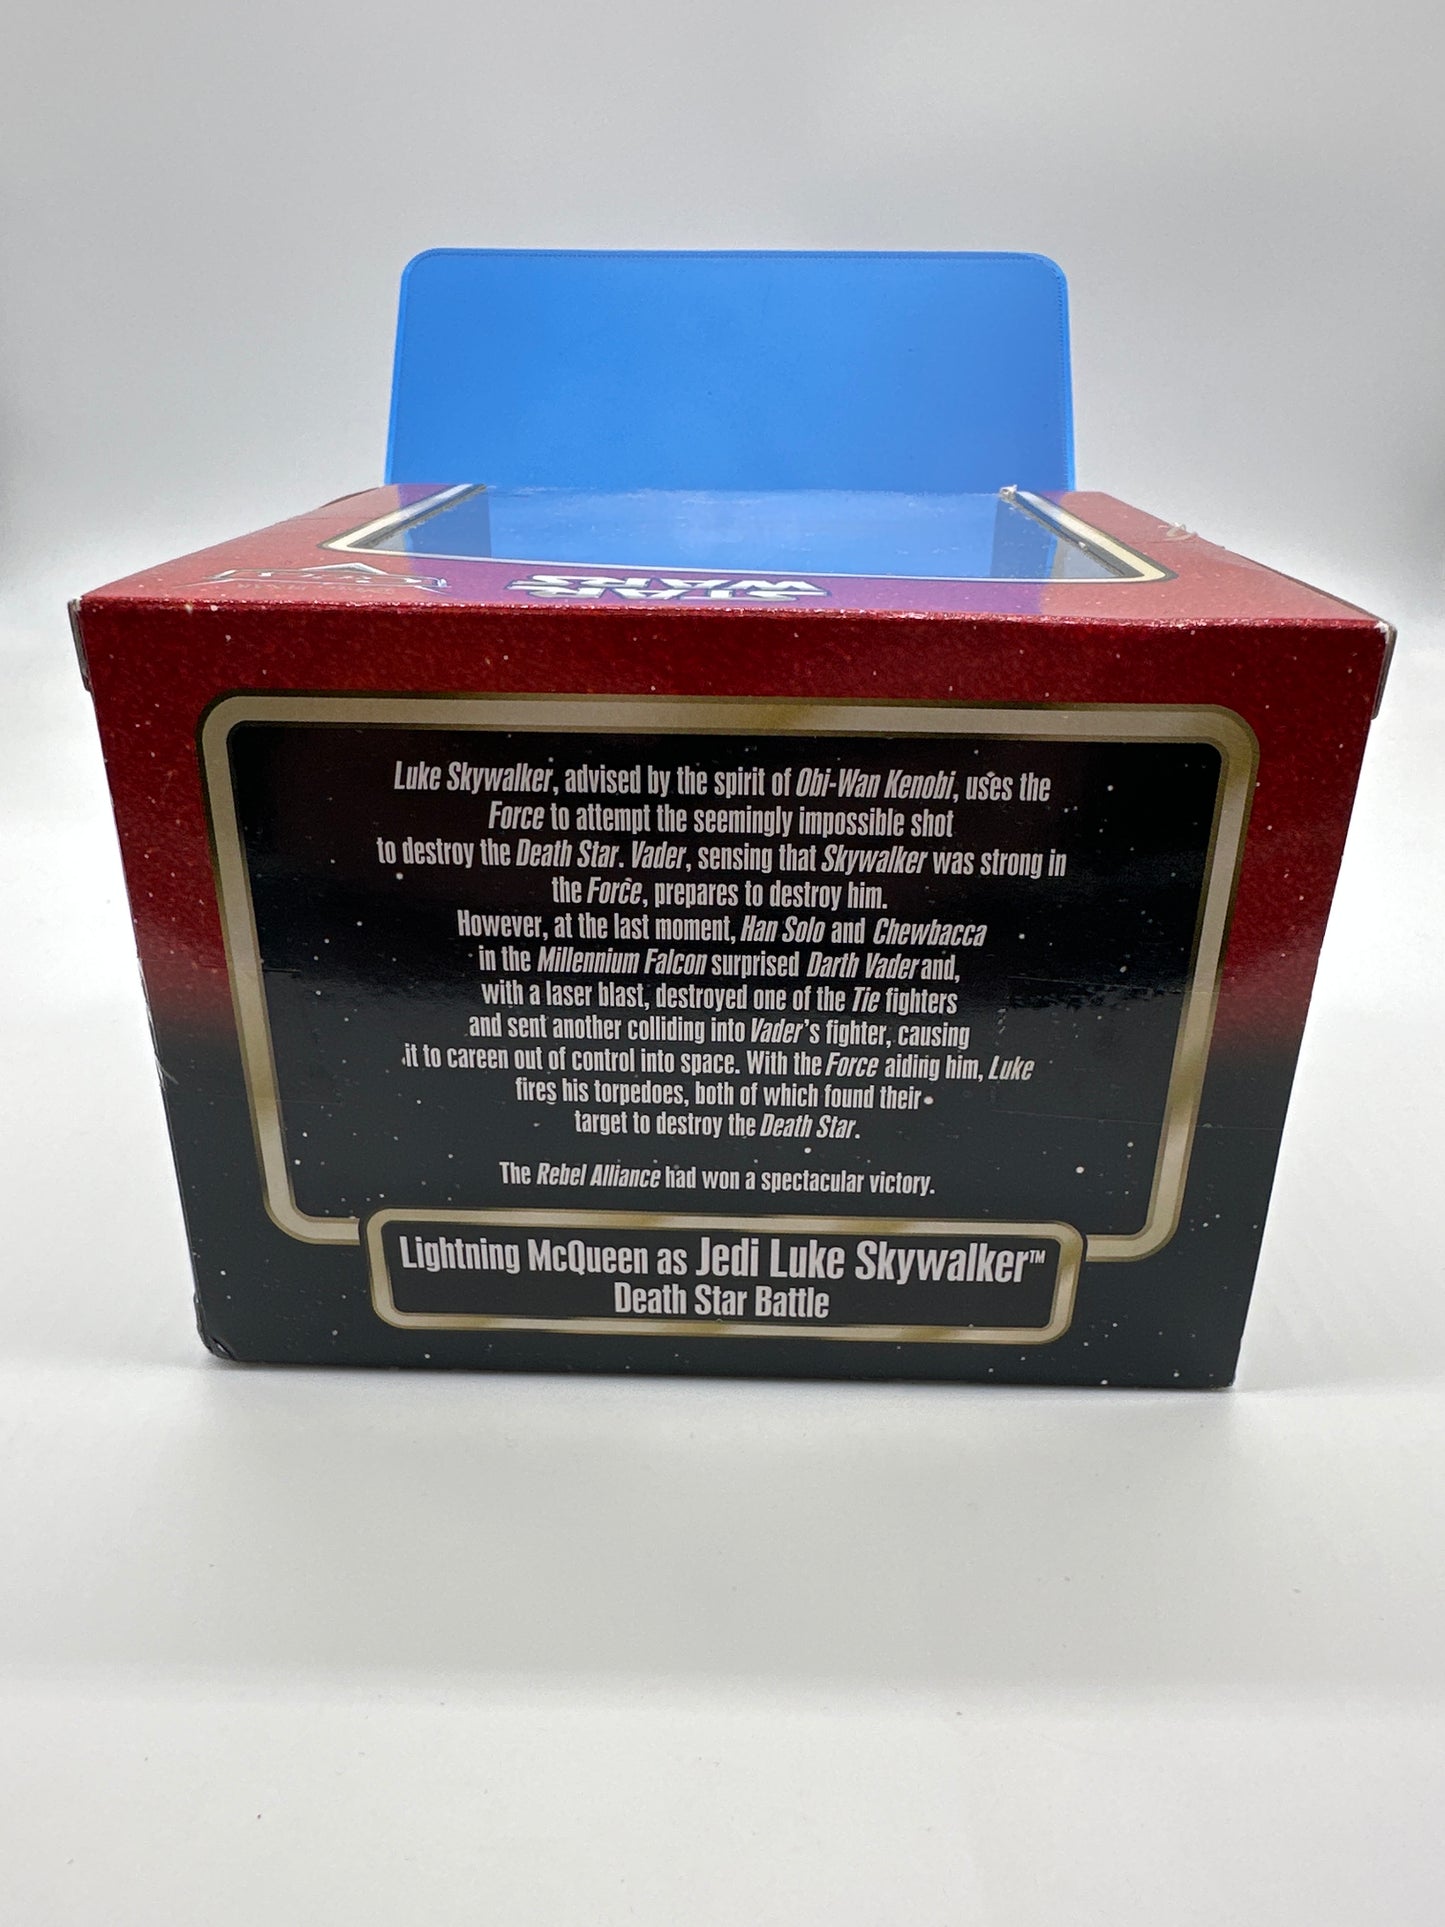 STAR
WARS
Luke Skywalker, advised by the spirit of Obi-Wan Kenobi, uses the
Force to attempt the seemingly impossible shot
to destroy the Death Star. Vader, sensing that Skywalker was strong in
the Force, prepares to destroy him.
However, at the last moment, Han Solo and Chewbacca
in the Millennium Falcon surprised Darth Vader and,
with a laser blast, destroyed one of the Tie fighters
and sent another colliding into Vader's fighter, causing
it to careen out of control into space. With the Force aiding him, Luke
fires his torpedoes, both of which found their
target to destroy the Death Star.
The Rebel Alliance had won a spectacular victory.
Lightning McQueen as Jedi Luke Skywalker™
Death Star Battle